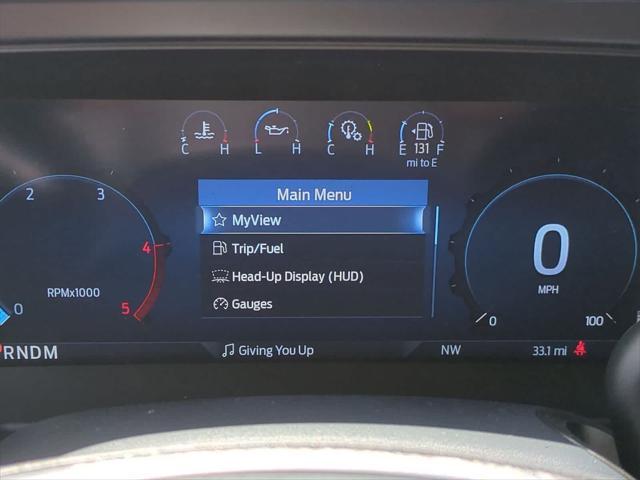 C H
L H
C H
E 131 F
mi to E
Main Menu
MyView
Trip/Fuel
Head-Up Display (HUD)
Gauges
2 3
4
5
0
RPMx1000
0
MPH
0 100
RNDM
Giving You Up
NW
33.1 mi